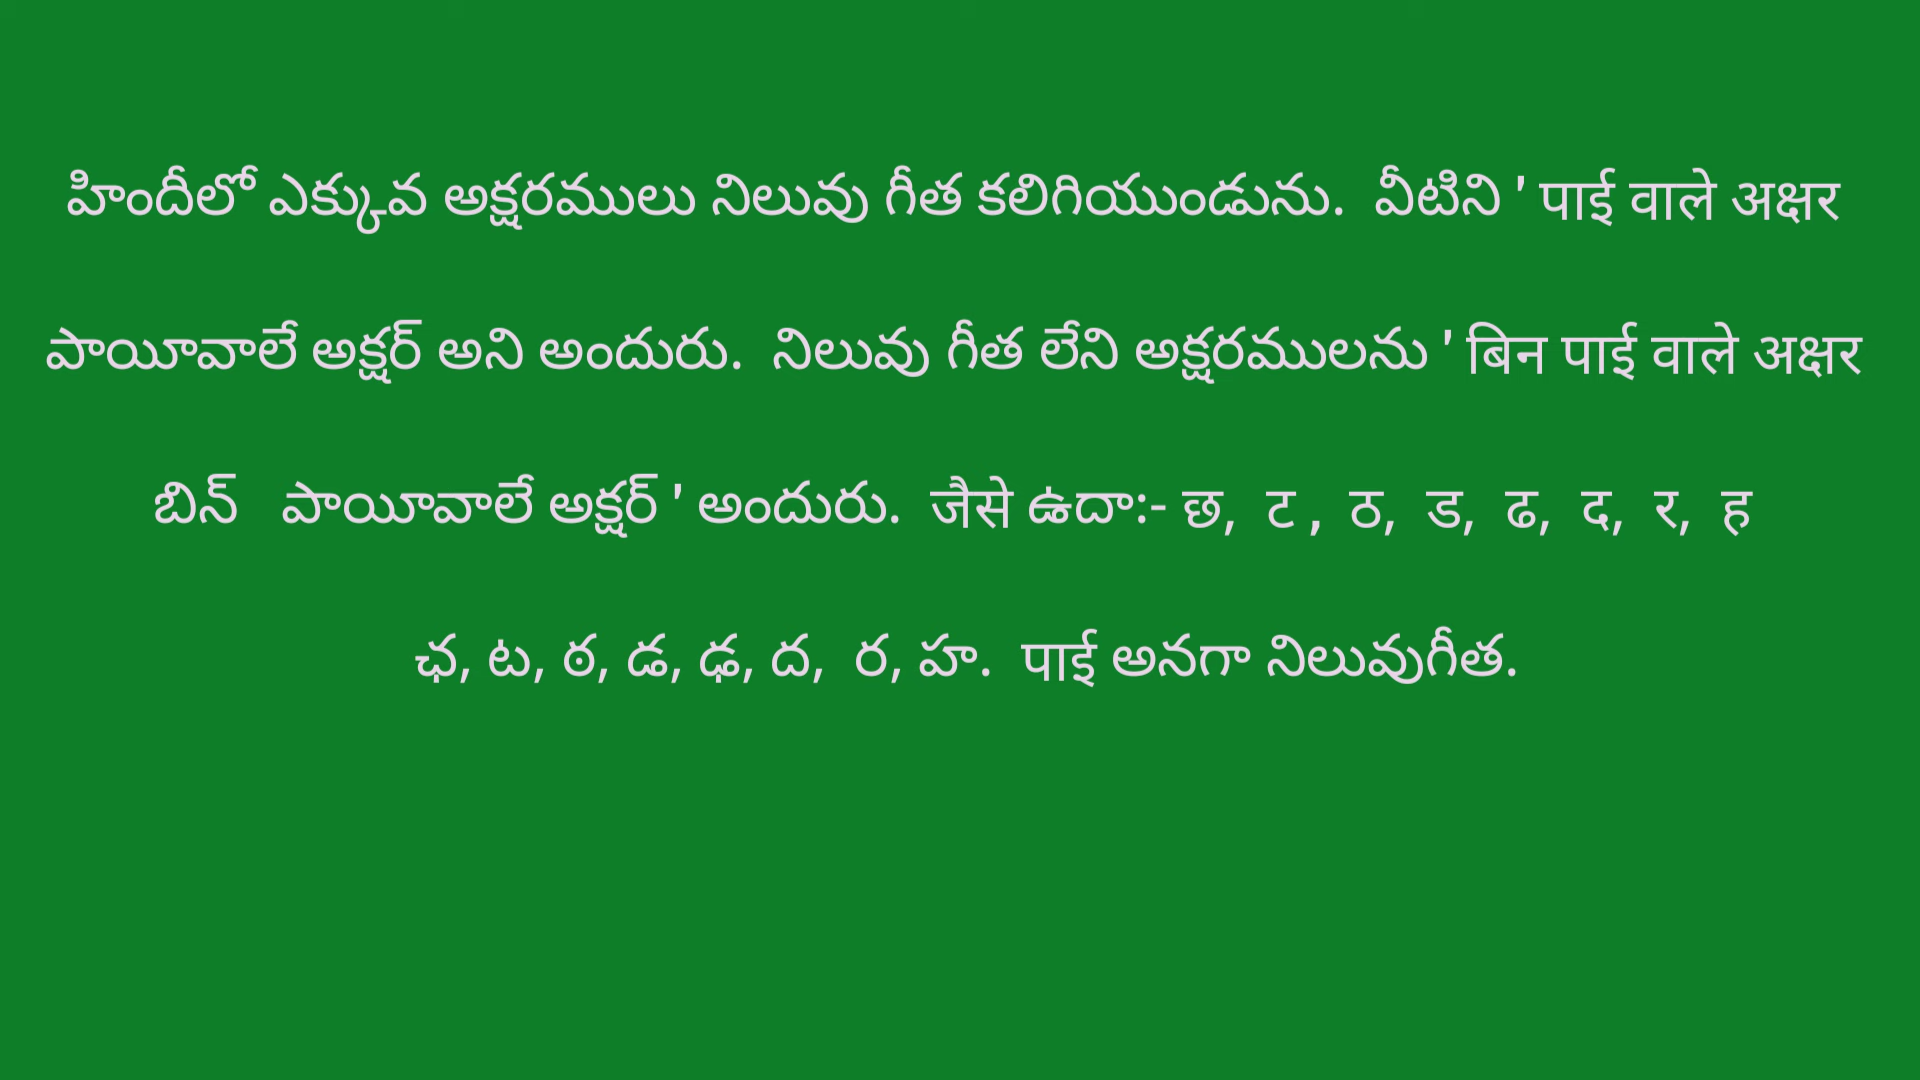 హిందీలో ఎక్కువ అక్షరములు నిలువు గీత కలిగియుండును.  వీటిని ' पाई वाले अक्षर
పాయీవాలే అక్షర్ అని అందురు.  నిలువు గీత లేని అక్షరములను ' बिन पाई वाले अक्षर
బిన్   పాయీవాలే అక్షర్ ' అందురు.  जैसे ఉదా:- छ,  ट ,  ठ,  ड,  ढ,  द,  र,  ह
ఛ, ట, ఠ, డ, ఢ, ద,  ర, హ.  पाई అనగా నిలువుగీత.